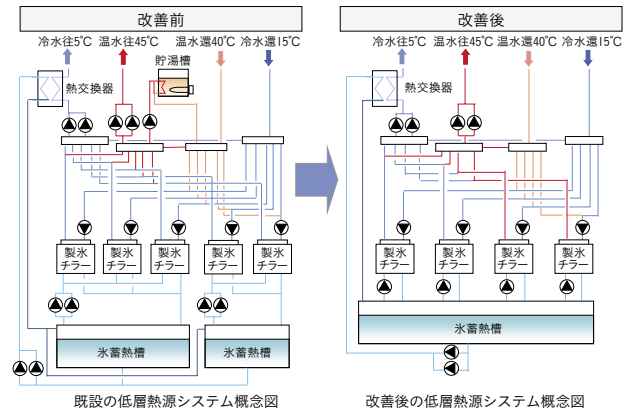 改善前
冷水往5℃ 温水往45℃ 温水還40℃ 冷水還15℃
貯湯槽
熱交換器
製氷
チラー
製氷
チラー
製氷
チラー
製氷
チラー
製氷
チラー
氷蓄熱槽
氷蓄熱槽
既設の低層熱源システム概念図
改善後
冷水往5℃ 温水往45℃ 温水還40℃ 冷水還15℃
熱交換器
製氷
チラー
製氷
チラー
製氷
チラー
製氷
チラー
氷蓄熱槽
改善後の低層熱源システム概念図